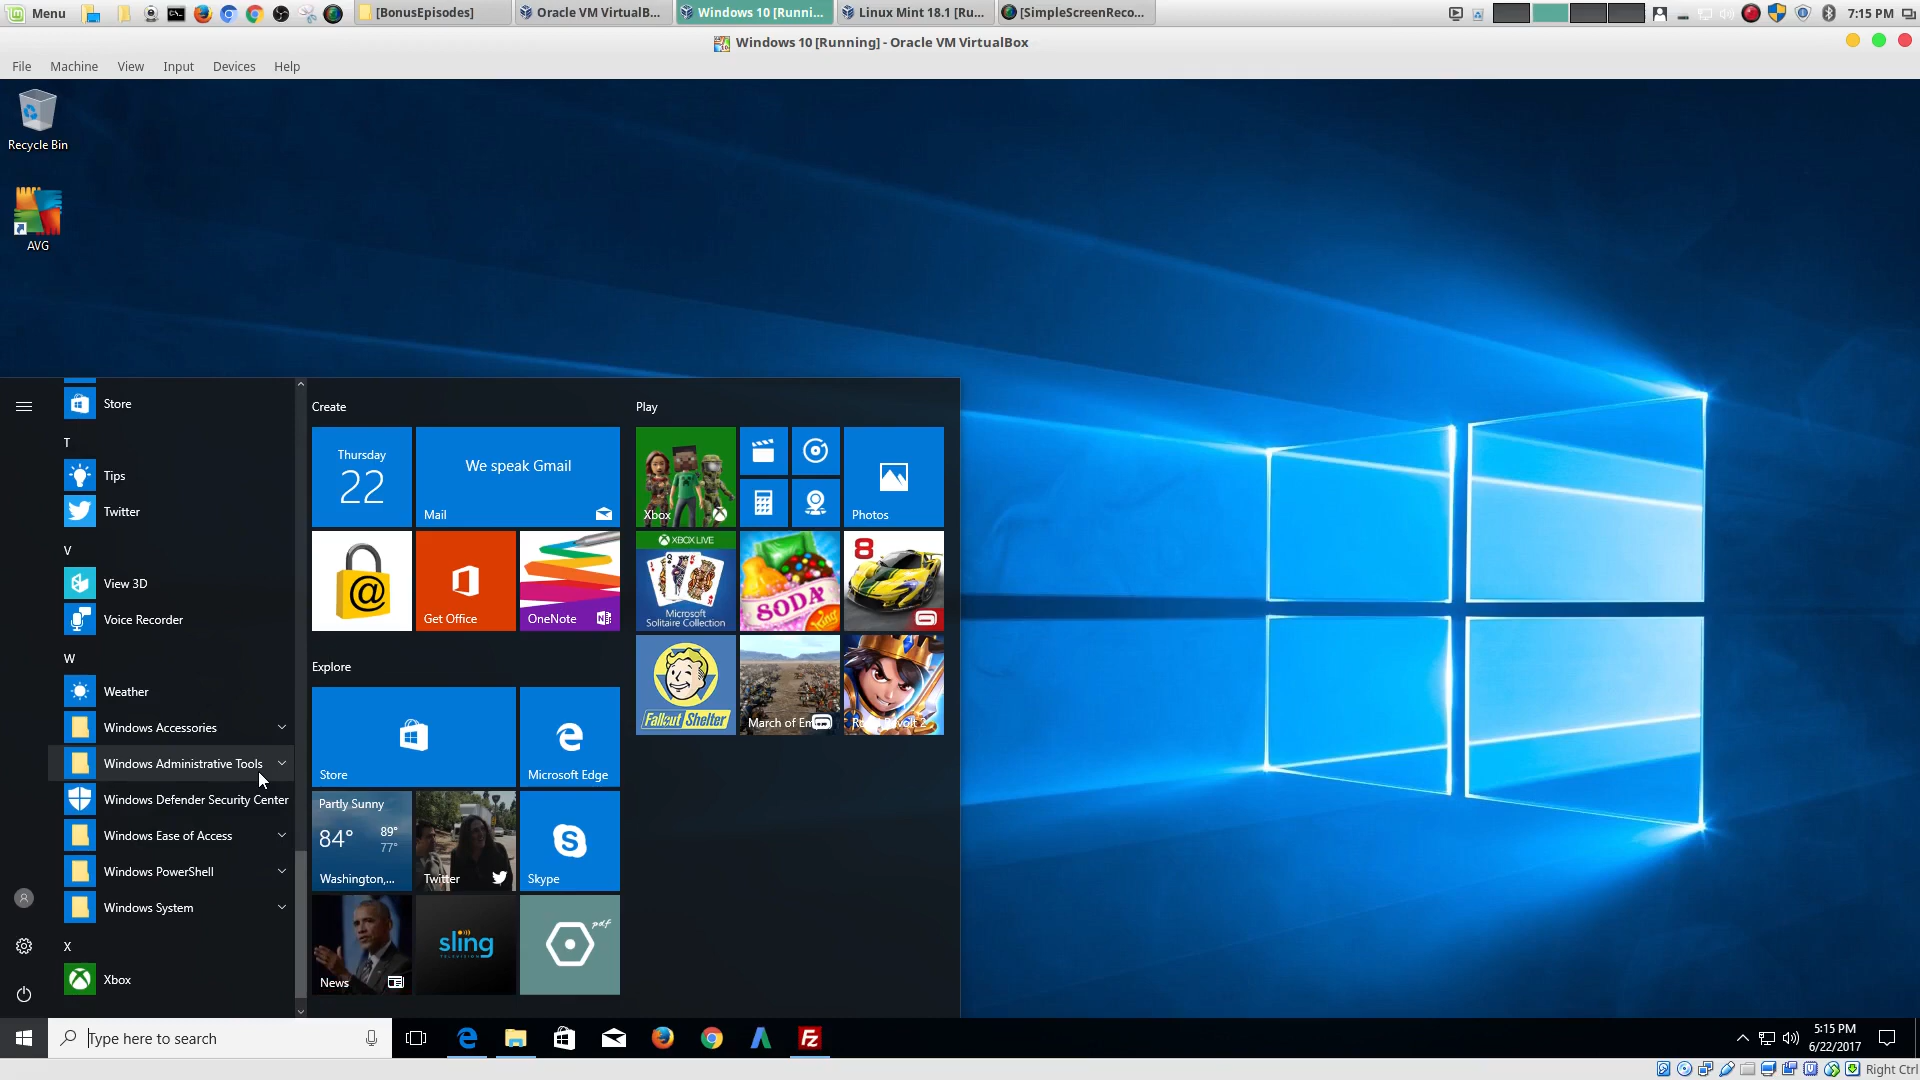 Menu
[BonusEpisodes]
Oracle VM VirtualB...
Windows 10 [Runni...
Linux Mint 18.1 [Ru...
[SimpleScreenReco...
7:15 PM
Windows 10 [Running] - Oracle VM VirtualBox
File Machine View Input Devices Help
Recycle Bin
AVG
Store
T
Tips
Twitter
V
View 3D
Voice Recorder
W
Weather
Windows Accessories
Windows Administrative Tools
Windows Defender Security Center
Windows Ease of Access
Windows PowerShell
Windows System
X
Xbox
Create
Thursday
22
We speak Gmail
Mail
@
Get Office
OneNote
N
Explore
Store
Microsoft Edge
Partly Sunny
84° 89°
77°
Washington,...
Twitter
Skype
News
sling
TELEVISION
pdf
Play
Xbox
Photos
XBOX LIVE
Microsoft
Solitaire Collection
SODA
King
8
Fallout Shelter
March of Emp...
Royal Revolt 2
Type here to search
Fz
5:15 PM
6/22/2017
Right Ctrl